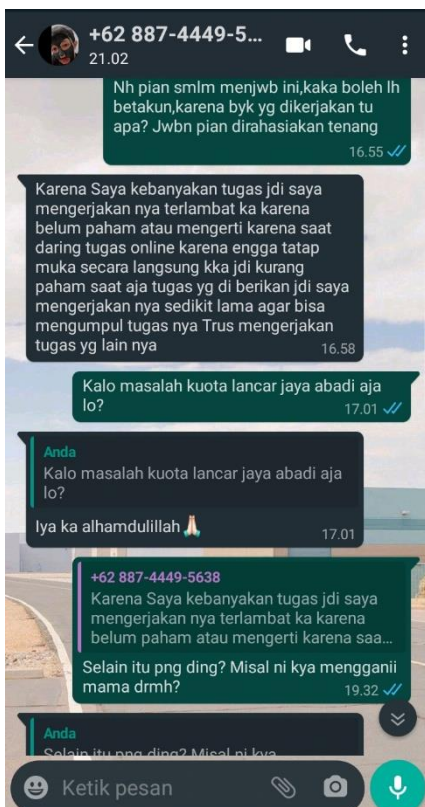 +62 887-4449-5...
21.02
Nh pian smlm menjwb ini,kaka boleh lh
betakun,karena byk yg dikerjakan tu
apa? Jwbn pian dirahasiakan tenang
16.55
Karena Saya kebanyakan tugas jdi saya
mengerjakan nya terlambat ka karena
belum paham atau mengerti karena saat
daring tugas online karena engga tatap
muka secara langsung kka jdi kurang
paham saat aja tugas yg di berikan jdi saya
mengerjakan nya sedikit lama agar bisa
mengumpul tugas nya Trus mengerjakan
tugas yg lain nya
16.58
Kalo masalah kuota lancar jaya abadi aja
lo?
17.01
Anda
Kalo masalah kuota lancar jaya abadi aja
lo?
Iya ka alhamdulillah 🙏🏻
17.01
+62 887-4449-5638
Karena Saya kebanyakan tugas jdi saya
mengerjakan nya terlambat ka karena
belum paham atau mengerti karena saa...
Selain itu png ding? Misal ni kya mengganii
mama drmh?
19.32
Anda
Selain itu png ding? Misal ni kya
Ketik pesan